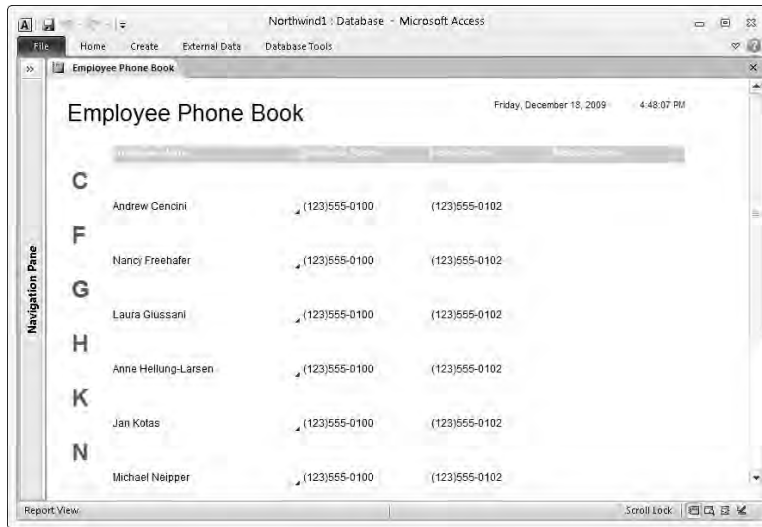 Northwind1 : Database - Microsoft Access
File Home Create External Data Database Tools
Employee Phone Book
Employee Phone Book
Friday, December 18, 2009 4:48:07 PM
C
Andrew Cencini (123)555-0100 (123)555-0102
F
Nancy Freehafer (123)555-0100 (123)555-0102
G
Laura Giussani (123)555-0100 (123)555-0102
H
Anne Hellung-Larsen (123)555-0100 (123)555-0102
K
Jan Kotas (123)555-0100 (123)555-0102
N
Michael Neipper (123)555-0100 (123)555-0102
Navigation Pane
Report View Scroll Lock